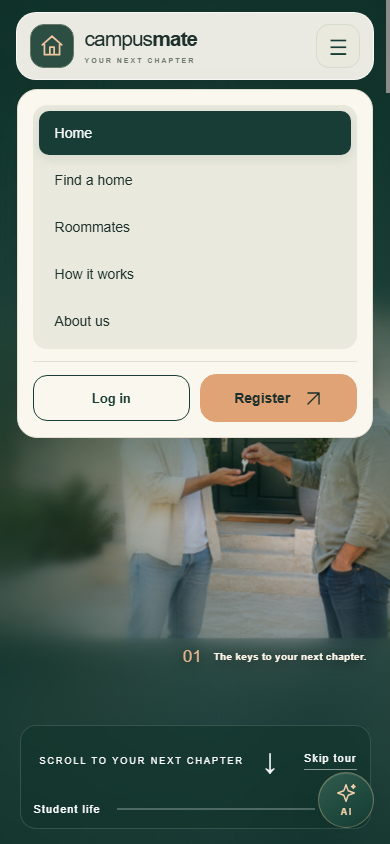 campusmate
YOUR NEXT CHAPTER
Home
Find a home
Roommates
How it works
About us
Log in
Register
01 The keys to your next chapter.
SCROLL TO YOUR NEXT CHAPTER
Skip tour
Student life
AI